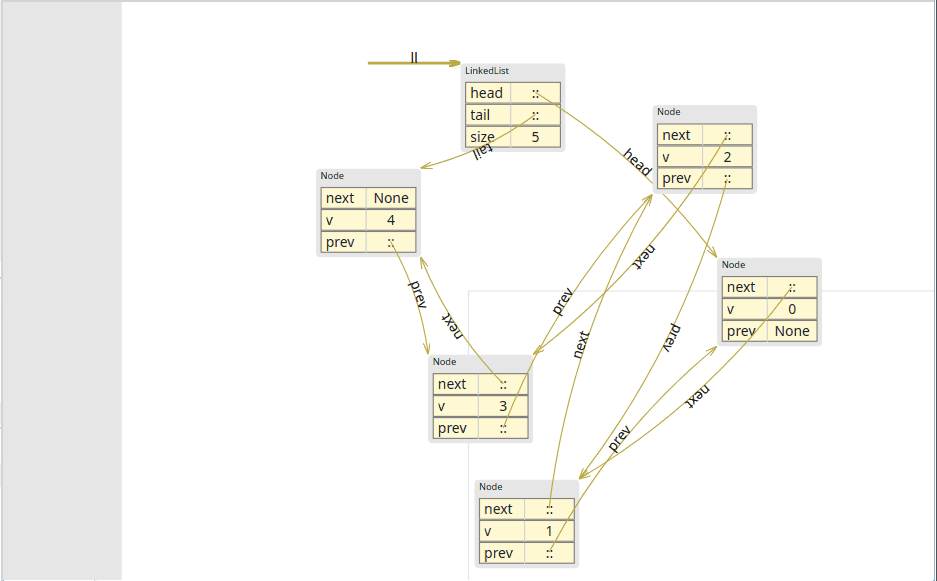 ll
LinkedList
head ::
tail ::
size 5
head
tail
Node
next ::
v 2
prev ::
Node
next None
v 4
prev ::
next
prev
Node
next ::
v 0
prev None
prev
next
prev
next
next
prev
Node
next ::
v 3
prev ::
next
prev
Node
next ::
v 1
prev ::